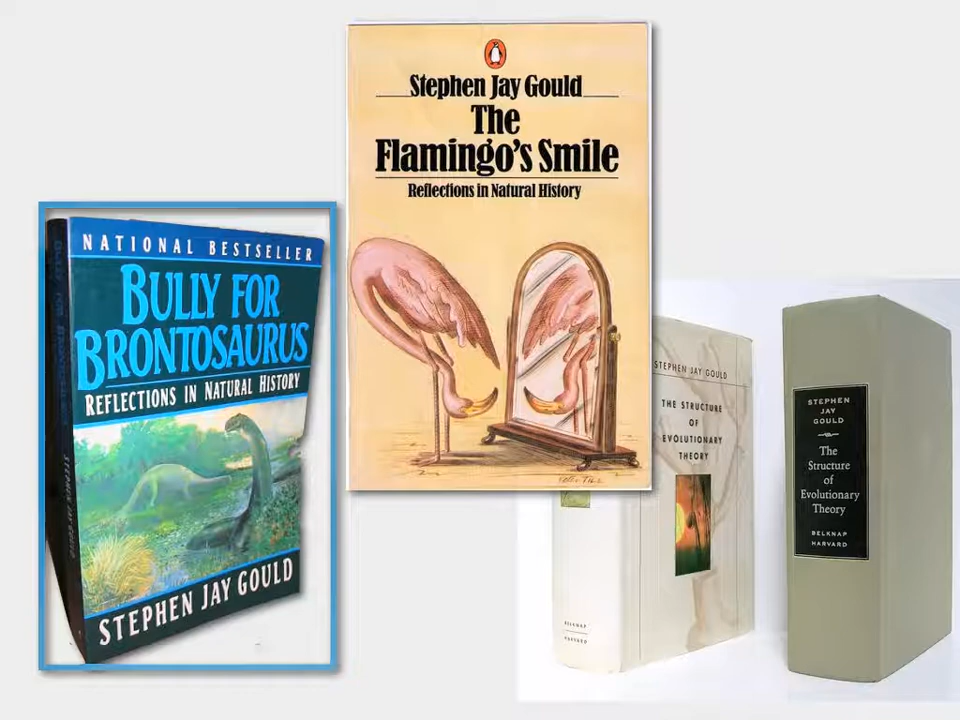 NATIONAL BESTSELLER
BULLY FOR
BRONTOSAURUS
REFLECTIONS IN NATURAL HISTORY
STEPHEN JAY GOULD
Stephen Jay Gould
The
Flamingo's Smile
Reflections in Natural History
STEPHEN JAY GOULD
THE STRUCTURE
OF
EVOLUTIONARY
THEORY
BELKNAP
HARVARD
STEPHEN
JAY
GOULD
The
Structure
of
Evolutionary
Theory
BELKNAP
HARVARD